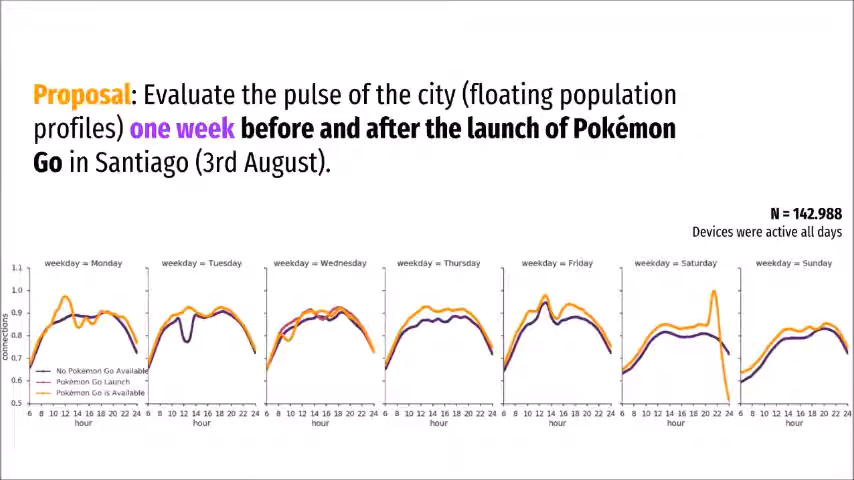 Proposal: Evaluate the pulse of the city (floating population
profiles) one week before and after the launch of Pokémon
Go in Santiago (3rd August).
N = 142.988
Devices were active all days
weekday = Monday
weekday = Tuesday
weekday = Wednesday
weekday = Thursday
weekday = Friday
weekday = Saturday
weekday = Sunday
1.1
1.0
0.9
0.8
0.7
0.6
0.5
connections
No Pokémon Go Available
Pokémon Go Launch
Pokémon Go is Available
6 8 10 12 14 16 18 20 22 24
6 8 10 12 14 16 18 20 22 24
6 8 10 12 14 16 18 20 22 24
6 8 10 12 14 16 18 20 22 24
6 8 10 12 14 16 18 20 22 24
6 8 10 12 14 16 18 20 22 24
6 8 10 12 14 16 18 20 22 24
hour
hour
hour
hour
hour
hour
hour